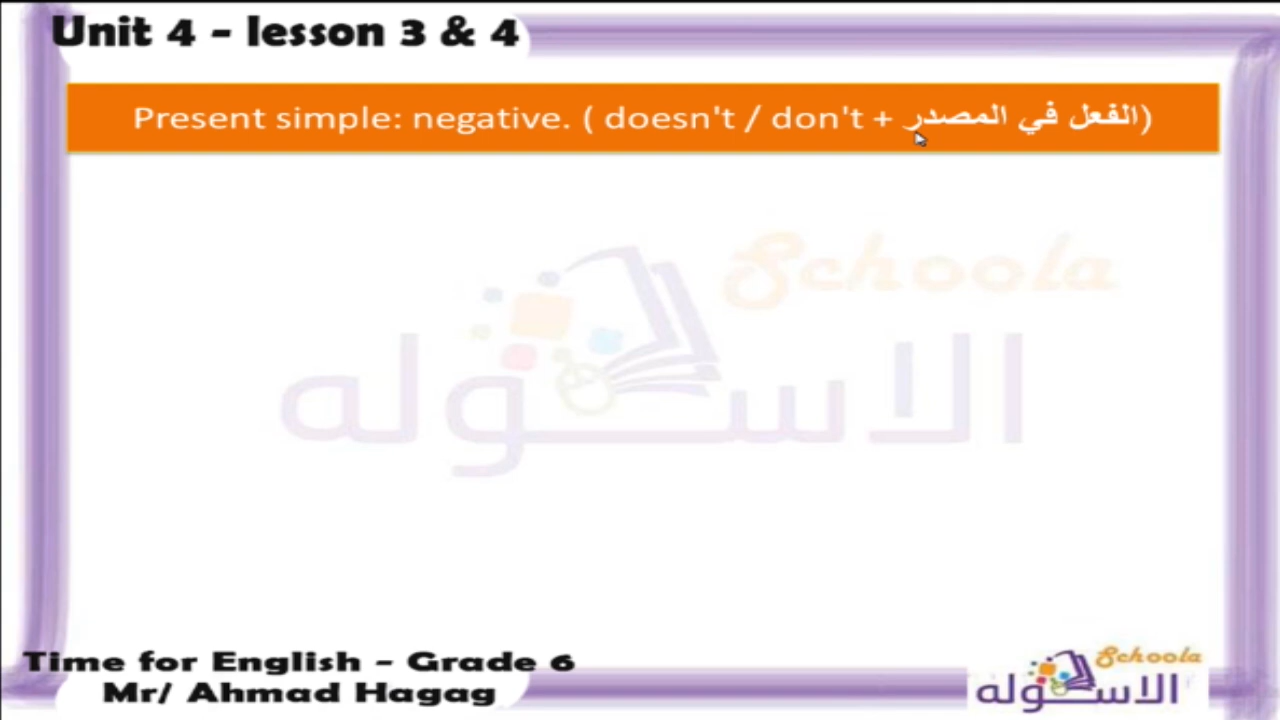 Unit 4 - lesson 3 & 4
Present simple: negative. ( doesn't / don't + الفعل في المصدر)
Schoola
الاسكوله
Time for English - Grade 6
Mr/ Ahmad Hagag
Schoola
الاسكوله